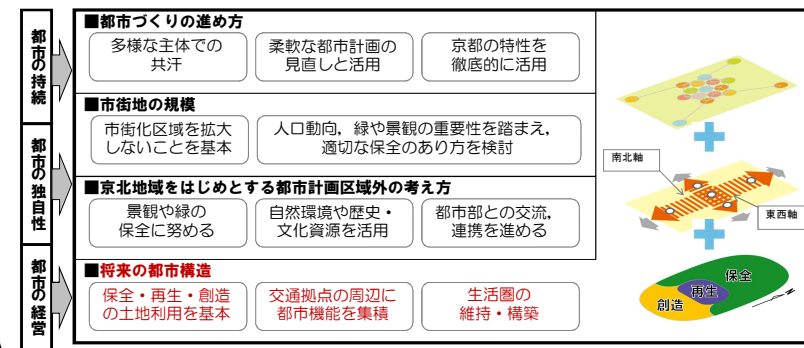 都市の持続
都市の独自性
都市の経営
■都市づくりの進め方
多様な主体での
共汗
柔軟な都市計画の
見直しと活用
京都の特性を
徹底的に活用
■市街地の規模
市街化区域を拡大
しないことを基本
人口動向，緑や景観の重要性を踏まえ，
適切な保全のあり方を検討
■京北地域をはじめとする都市計画区域外の考え方
景観や緑の
保全に努める
自然環境や歴史・
文化資源を活用
都市部との交流，
連携を進める
■将来の都市構造
保全・再生・創造
の土地利用を基本
交通拠点の周辺に
都市機能を集積
生活圏の
維持・構築
南北軸
東西軸
保全
再生
創造